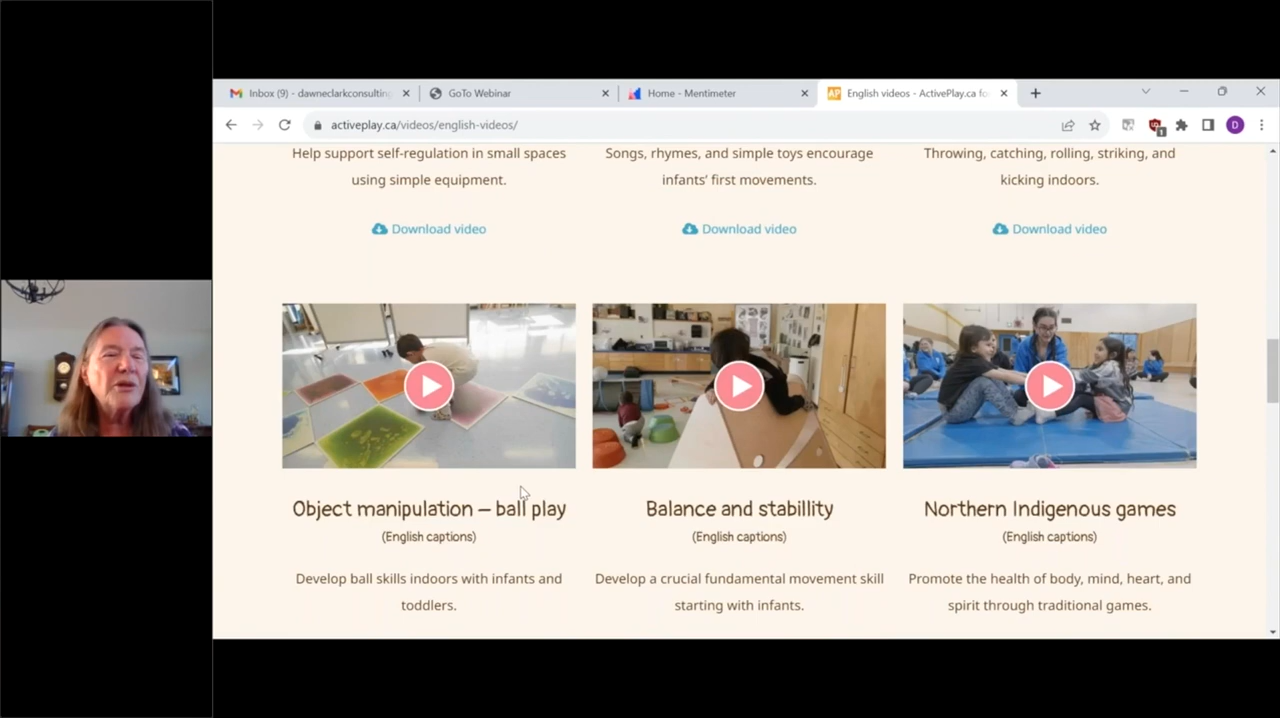 Inbox (9) - dawneclarkconsulting
GoTo Webinar
Home - Mentimeter
AP
English videos - ActivePlay.ca fo
activeplay.ca/videos/english-videos/
1
D
Help support self-regulation in small spaces
using simple equipment.
Songs, rhymes, and simple toys encourage
infants' first movements.
Throwing, catching, rolling, striking, and
kicking indoors.
Download video
Download video
Download video
Object manipulation – ball play
(English captions)
Develop ball skills indoors with infants and
toddlers.
Balance and stabillity
(English captions)
Develop a crucial fundamental movement skill
starting with infants.
Northern Indigenous games
(English captions)
Promote the health of body, mind, heart, and
spirit through traditional games.